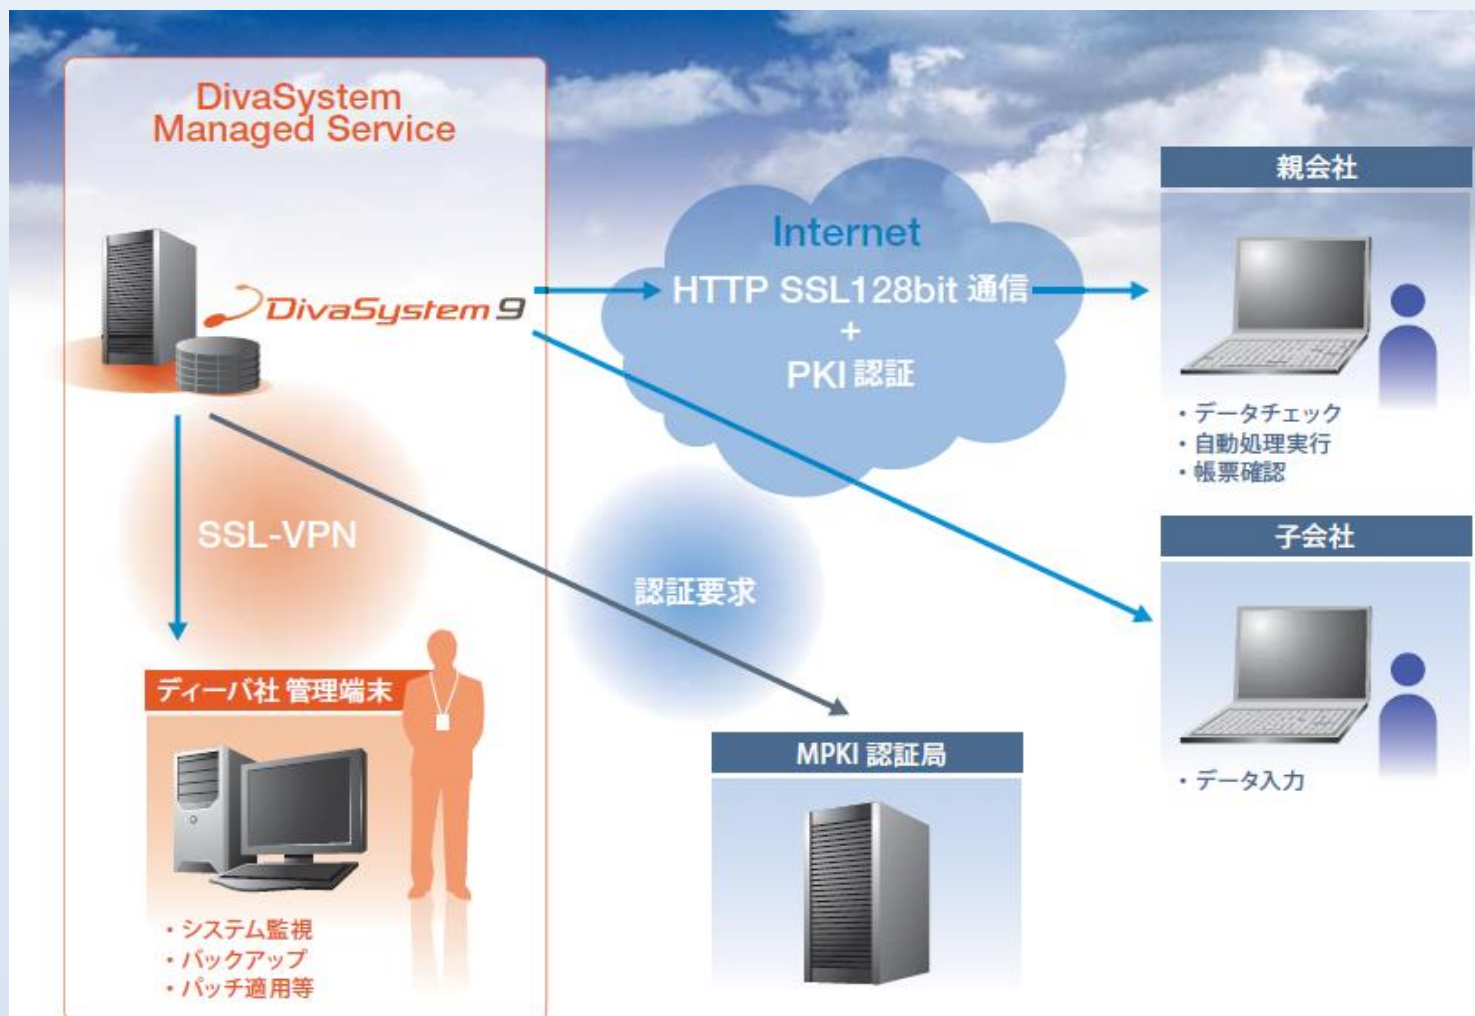 DivaSystem
Managed Service
DivaSystem 9
Internet
HTTP SSL128bit 通信
+
PKI 認証
親会社
・データチェック
・自動処理実行
・帳票確認
SSL-VPN
認証要求
子会社
・データ入力
ディーバ社 管理端末
・システム監視
・バックアップ
・パッチ適用等
MPKI 認証局